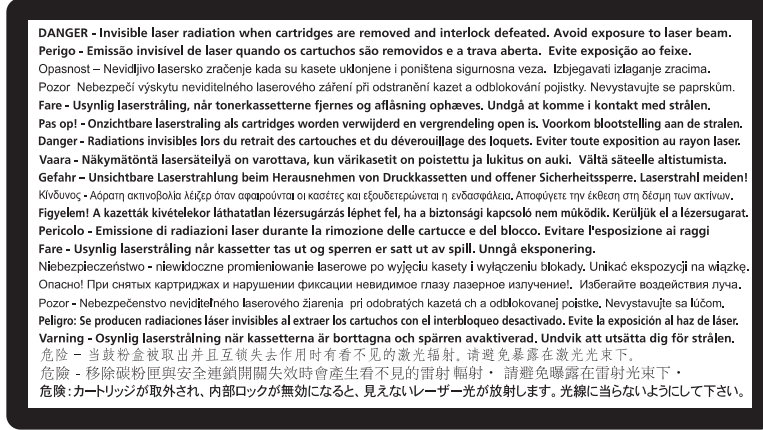 DANGER - Invisible laser radiation when cartridges are removed and interlock defeated. Avoid exposure to laser beam.
Perigo - Emissão invisível de laser quando os cartuchos são removidos e a trava aberta. Evite exposição ao feixe.
Opasnost – Nevidljivo lasersko zračenje kada su kasete uklonjene i poništena sigurnosna veza. Izbjegavati izlaganje zracima.
Pozor Nebezpečí výskytu neviditelného laserového záření při odstranění kazet a odblokování pojistky. Nevystavujte se paprskům.
Fare - Usynlig laserstråling, når tonerkassetterne fjernes og aflåsning ophæves. Undgå at komme i kontakt med strålen.
Pas op! - Onzichtbare laserstraling als cartridges worden verwijderd en vergrendeling open is. Voorkom blootstelling aan de stralen.
Danger - Radiations invisibles lors du retrait des cartouches et du déverouillage des loquets. Eviter toute exposition au rayon laser.
Vaara - Näkymätöntä lasersäteilyä on varottava, kun värikasetit on poistettu ja lukitus on auki. Vältä säteelle altistumista.
Gefahr – Unsichtbare Laserstrahlung beim Herausnehmen von Druckkassetten und offener Sicherheitssperre. Laserstrahl meiden!
Κίνδυνος - Αόρατη ακτινοβολία λέιζερ όταν αφαιρούνται οι κασέτες και εξουδετερώνεται η ενδασφάλεια. Αποφύγετε την έκθεση στη δέσμη των ακτίνων.
Figyelem! A kazetták kivételekor láthatatlan lézersugárzás léphet fel, ha a biztonsági kapcsoló nem mûködik. Kerüljük el a lézersugarat.
Pericolo - Emissione di radiazioni laser durante la rimozione delle cartucce e del blocco. Evitare l'esposizione ai raggi
Fare - Usynlig laserstråling når kassetter tas ut og sperren er satt ut av spill. Unngå eksponering.
Niebezpieczeństwo - niewidoczne promieniowanie laserowe po wyjęciu kasety i wyłączeniu blokady. Unikać ekspozycji na wiązkę.
Опасно! При снятых картриджах и нарушении фиксации невидимое глазу лазерное излучение!. Избегайте воздействия луча.
Pozor - Nebezpečenstvo neviditeľného laserového žiarenia pri odobratých kazetá ch a odblokovanej poistke. Nevystavujte sa lúčom.
Peligro: Se producen radiaciones láser invisibles al extraer los cartuchos con el interbloqueo desactivado. Evite la exposición al haz de láser.
Varning - Osynlig laserstrålning när kassetterna är borttagna och spärren avaktiverad. Undvik att utsätta dig för strålen.
危险 – 当鼓粉盒被取出并且互锁失去作用时有看不见的激光辐射。请避免暴露在激光光束下。
危險 - 移除碳粉匣與安全連鎖開關失效時會產生看不見的雷射輻射・ 請避免曝露在雷射光束下・
危険：カートリッジが取外され、内部ロックが無効になると、見えないレーザー光が放射します。光線に当らないようにして下さい。